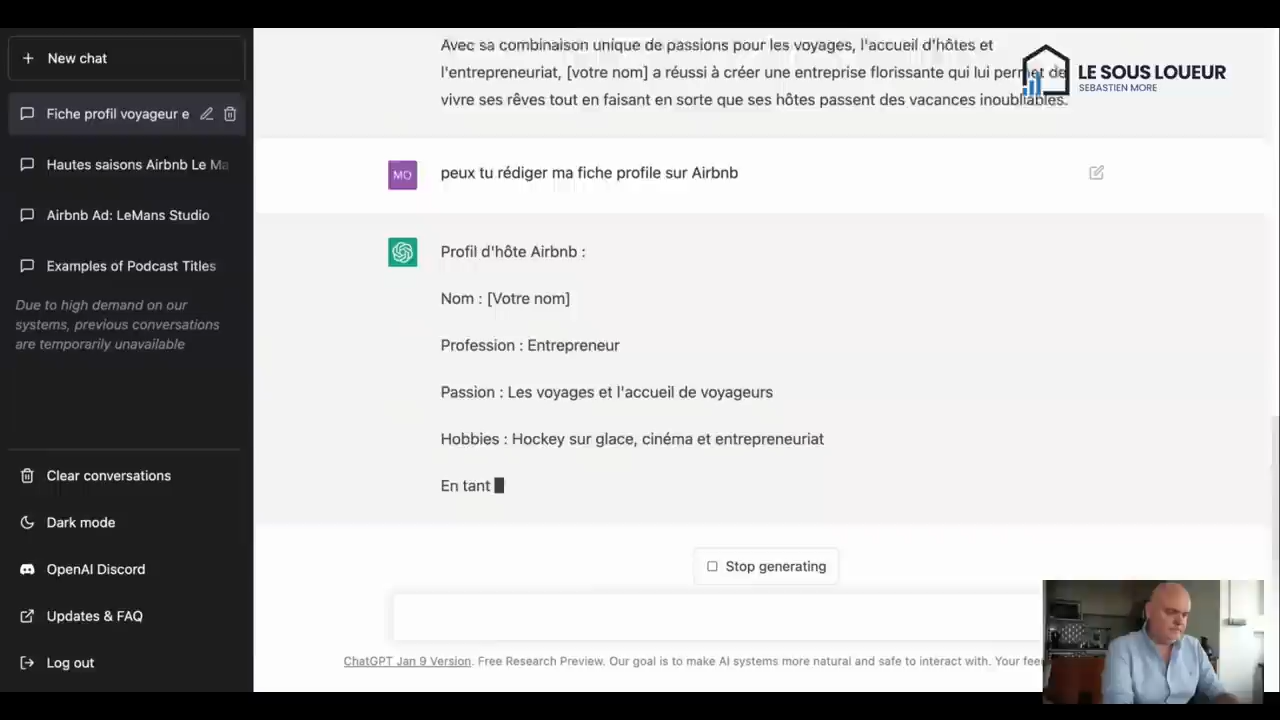 New chat
Fiche profil voyageur e
Hautes saisons Airbnb Le Ma
Airbnb Ad: LeMans Studio
Examples of Podcast Titles
Due to high demand on our
systems, previous conversations
are temporarily unavailable
Clear conversations
Dark mode
OpenAI Discord
Updates & FAQ
Log out
Avec sa combinaison unique de passions pour les voyages, l'accueil d'hôtes et
l'entrepreneuriat, [votre nom] a réussi à créer une entreprise florissante qui lui permet de
vivre ses rêves tout en faisant en sorte que ses hôtes passent des vacances inoubliables.
LE SOUS LOUEUR
SEBASTIEN MORE
MO
peux tu rédiger ma fiche profile sur Airbnb
Profil d'hôte Airbnb :
Nom : [Votre nom]
Profession : Entrepreneur
Passion : Les voyages et l'accueil de voyageurs
Hobbies : Hockey sur glace, cinéma et entrepreneuriat
En tant
Stop generating
ChatGPT Jan 9 Version. Free Research Preview. Our goal is to make AI systems more natural and safe to interact with. Your fee